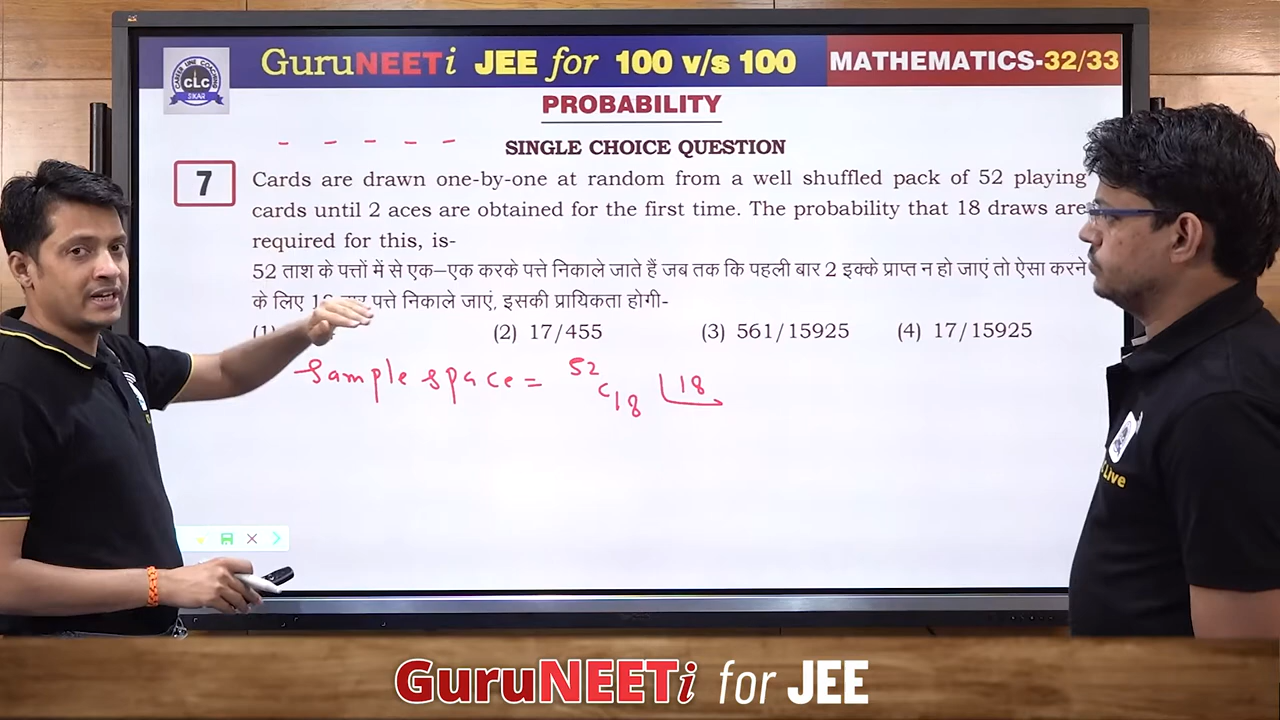 GuruNEETi JEE for 100 v/s 100
MATHEMATICS-32/33
CLC
SIKAR
PROBABILITY
SINGLE CHOICE QUESTION
7
Cards are drawn one-by-one at random from a well shuffled pack of 52 playing
cards until 2 aces are obtained for the first time. The probability that 18 draws are
required for this, is-
52 ताश के पत्तों में से एक–एक करके पत्ते निकाले जाते हैं जब तक कि पहली बार 2 इक्के प्राप्त न हो जाएं तो ऐसा करने
के लिए पत्ते निकाले जाएं, इसकी प्रायिकता होगी-
(1) (2) 17/455 (3) 561/15925 (4) 17/15925
Sample space = 52C18 ⌊18
Live
GuruNEETi for JEE